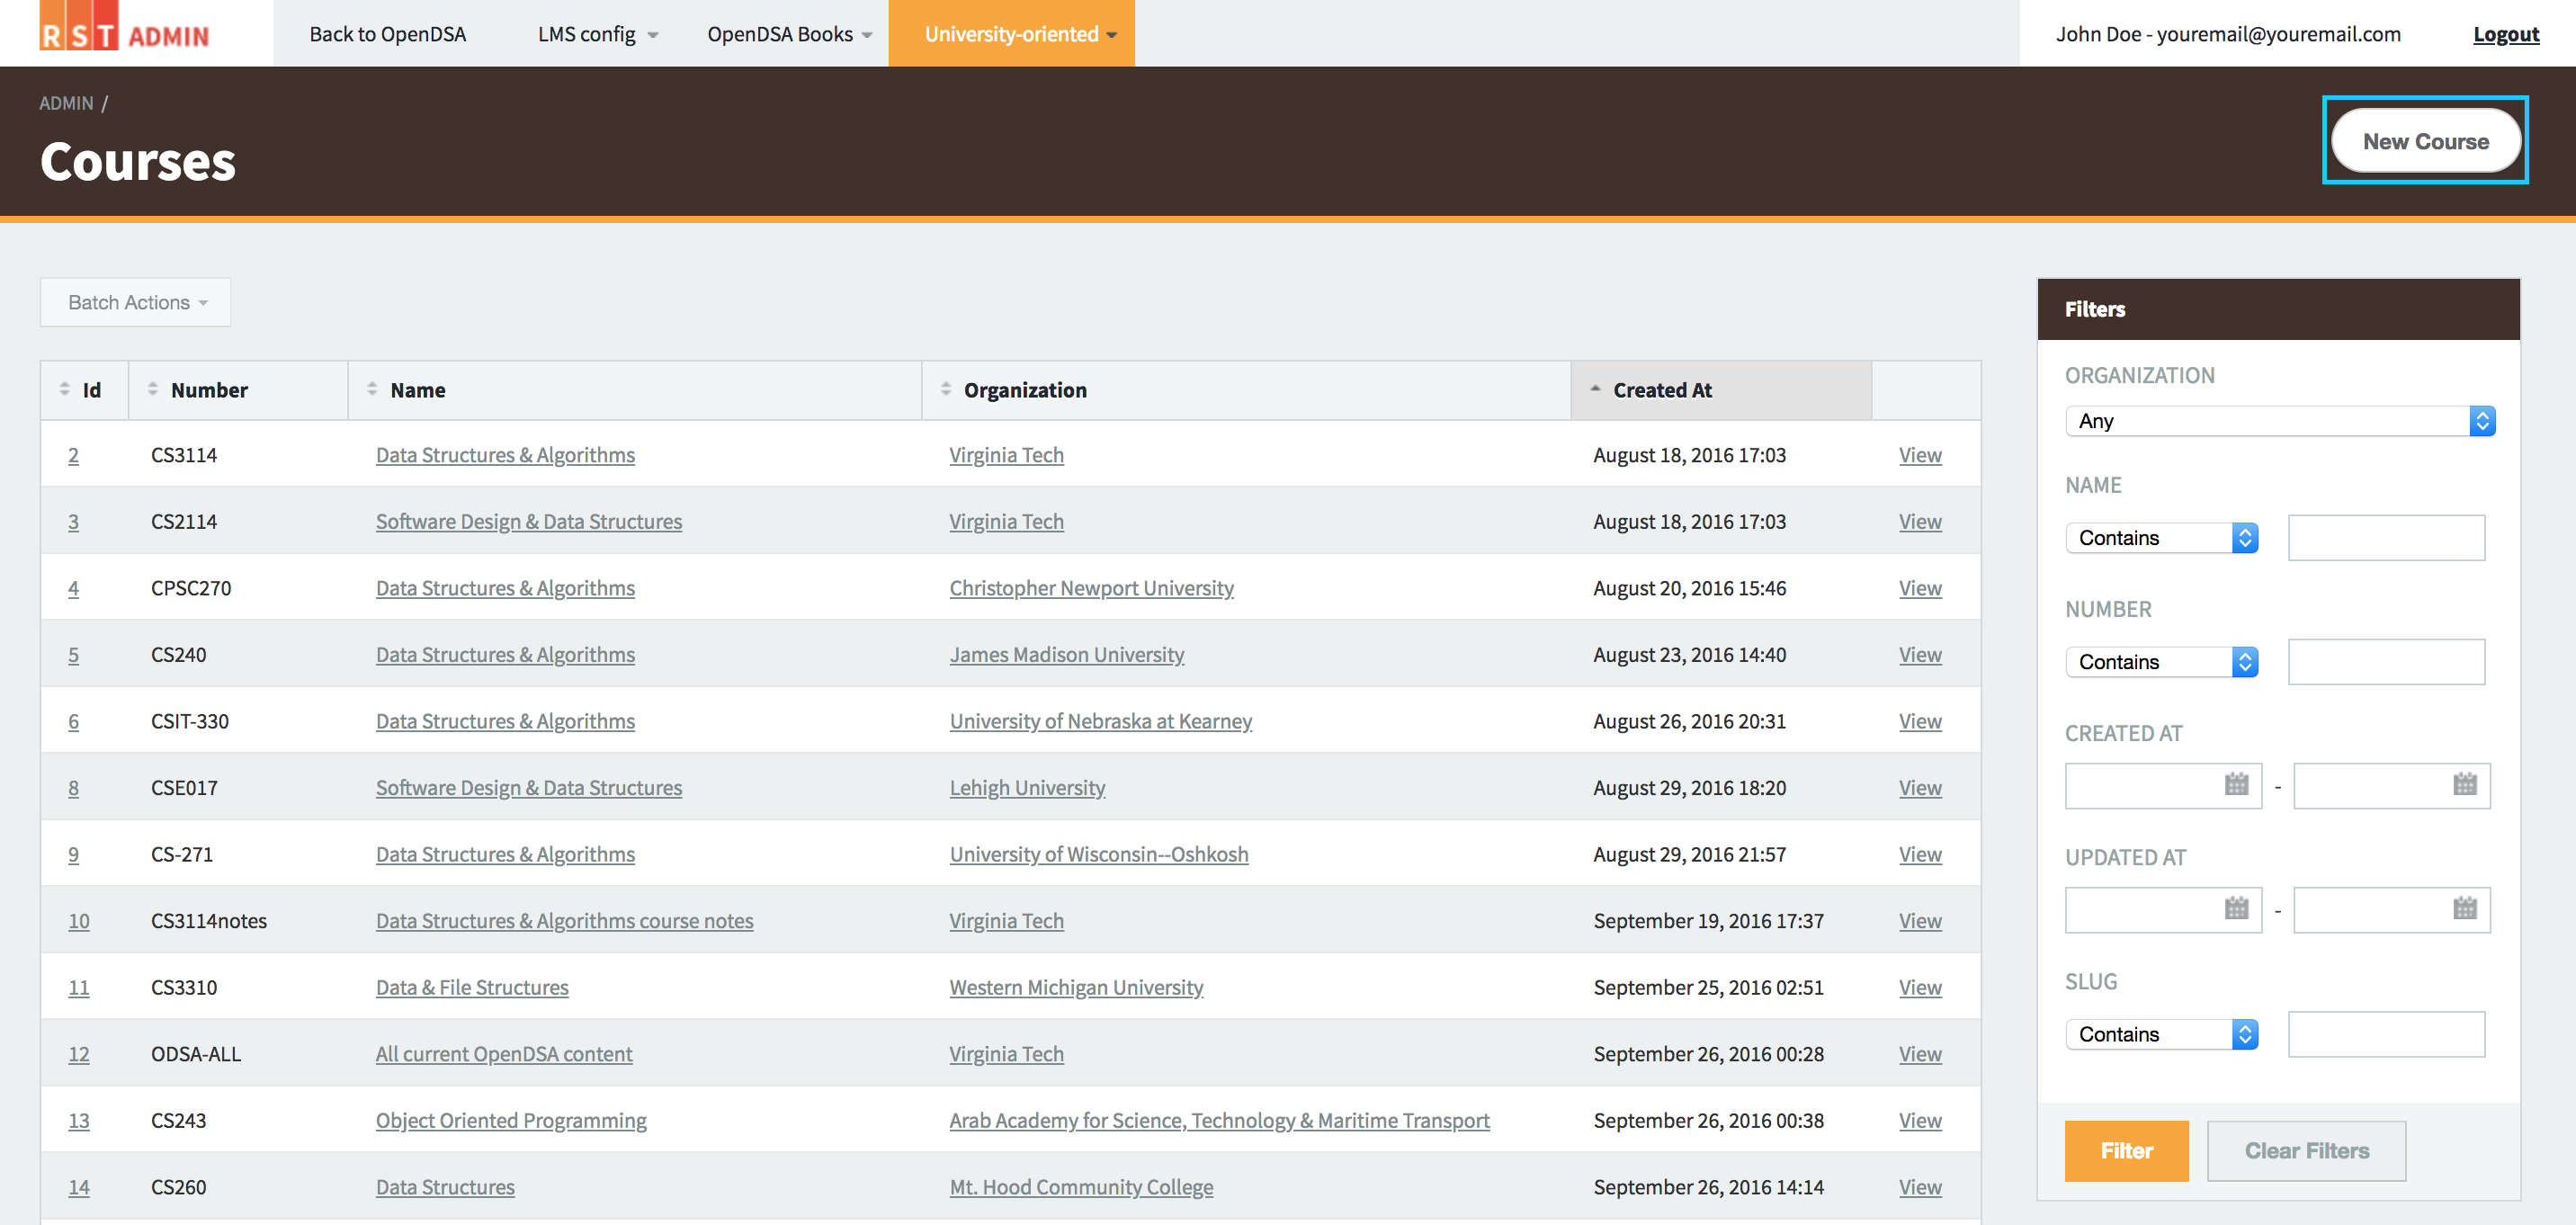 RST ADMIN Back to OpenDSA LMS config OpenDSA Books University-oriented John Doe - youremail@youremail.com Logout
ADMIN /
Courses
New Course
Batch Actions
Id Number Name Organization Created At
2 CS3114 Data Structures & Algorithms Virginia Tech August 18, 2016 17:03 View
3 CS2114 Software Design & Data Structures Virginia Tech August 18, 2016 17:03 View
4 CPSC270 Data Structures & Algorithms Christopher Newport University August 20, 2016 15:46 View
5 CS240 Data Structures & Algorithms James Madison University August 23, 2016 14:40 View
6 CSIT-330 Data Structures & Algorithms University of Nebraska at Kearney August 26, 2016 20:31 View
8 CSE017 Software Design & Data Structures Lehigh University August 29, 2016 18:20 View
9 CS-271 Data Structures & Algorithms University of Wisconsin--Oshkosh August 29, 2016 21:57 View
10 CS3114notes Data Structures & Algorithms course notes Virginia Tech September 19, 2016 17:37 View
11 CS3310 Data & File Structures Western Michigan University September 25, 2016 02:51 View
12 ODSA-ALL All current OpenDSA content Virginia Tech September 26, 2016 00:28 View
13 CS243 Object Oriented Programming Arab Academy for Science, Technology & Maritime Transport September 26, 2016 00:38 View
14 CS260 Data Structures Mt. Hood Community College September 26, 2016 14:14 View
Filters
ORGANIZATION
Any
NAME
Contains
NUMBER
Contains
CREATED AT
-
UPDATED AT
-
SLUG
Contains
Filter Clear Filters